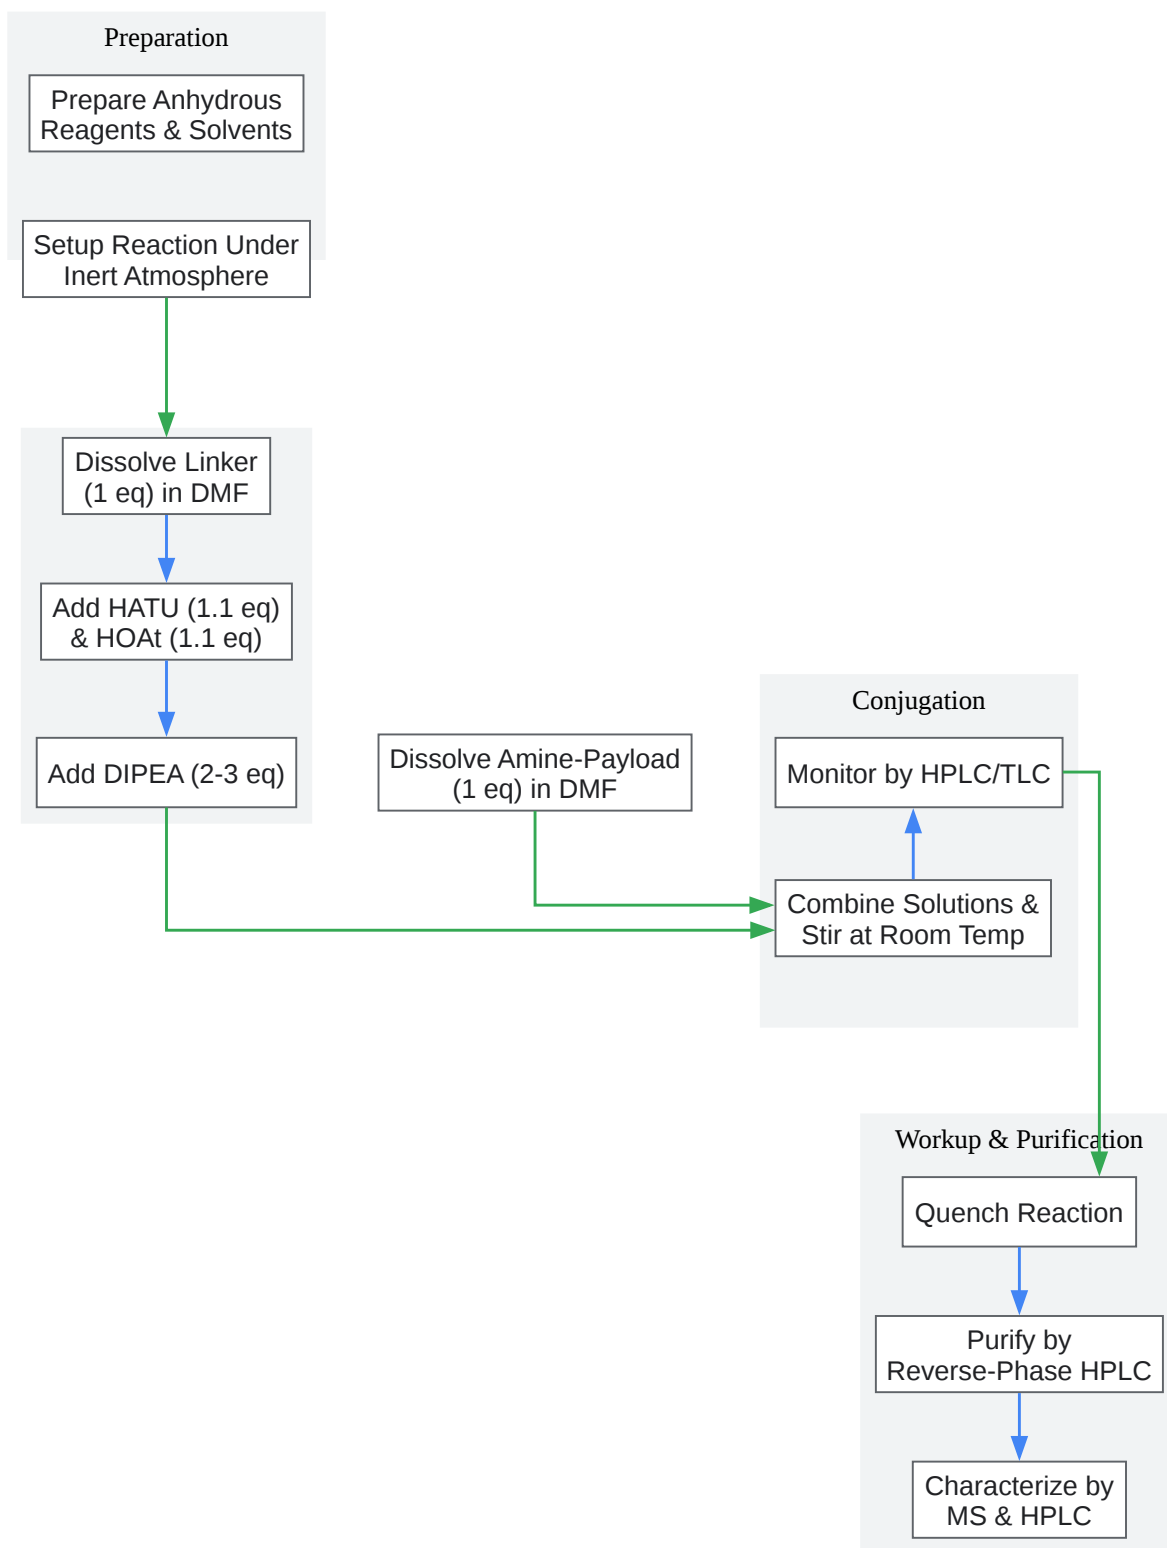 Preparation
Prepare Anhydrous
Reagents & Solvents
Setup Reaction Under
Inert Atmosphere
Dissolve Linker
(1 eq) in DMF
Add HATU (1.1 eq)
& HOAt (1.1 eq)
Add DIPEA (2-3 eq)
Dissolve Amine-Payload
(1 eq) in DMF
Conjugation
Monitor by HPLC/TLC
Combine Solutions &
Stir at Room Temp
Workup & Purification
Quench Reaction
Purify by
Reverse-Phase HPLC
Characterize by
MS & HPLC